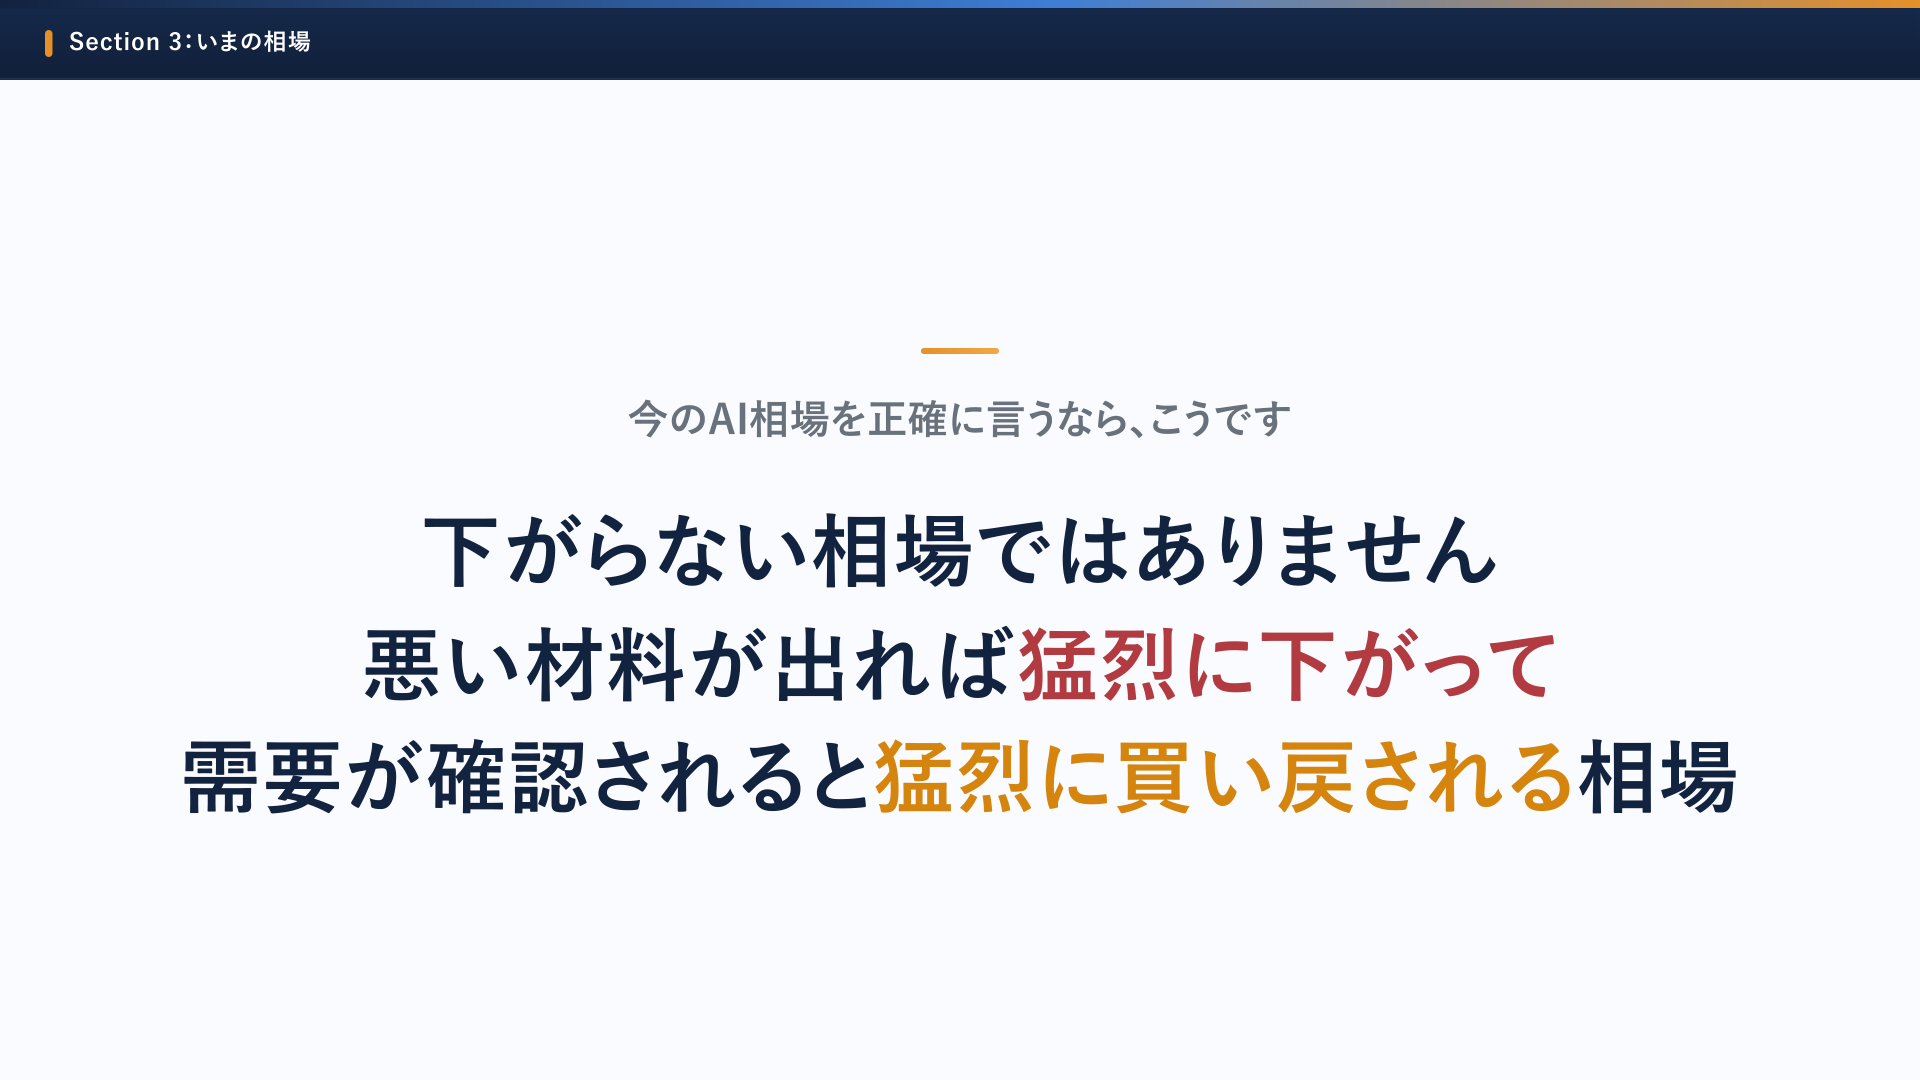 Section 3：いまの相場
今のAI相場を正確に言うなら、こうです
下がらない相場ではありません
悪い材料が出れば猛烈に下がって
需要が確認されると猛烈に買い戻される相場